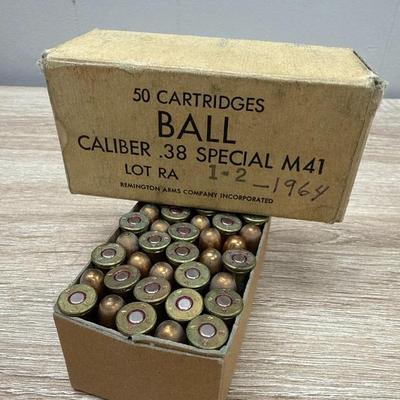 50 CARTRIDGES
BALL
CALIBER .38 SPECIAL M41
LOT RA 1-2-1964
REMINGTON ARMS COMPANY INCORPORATED